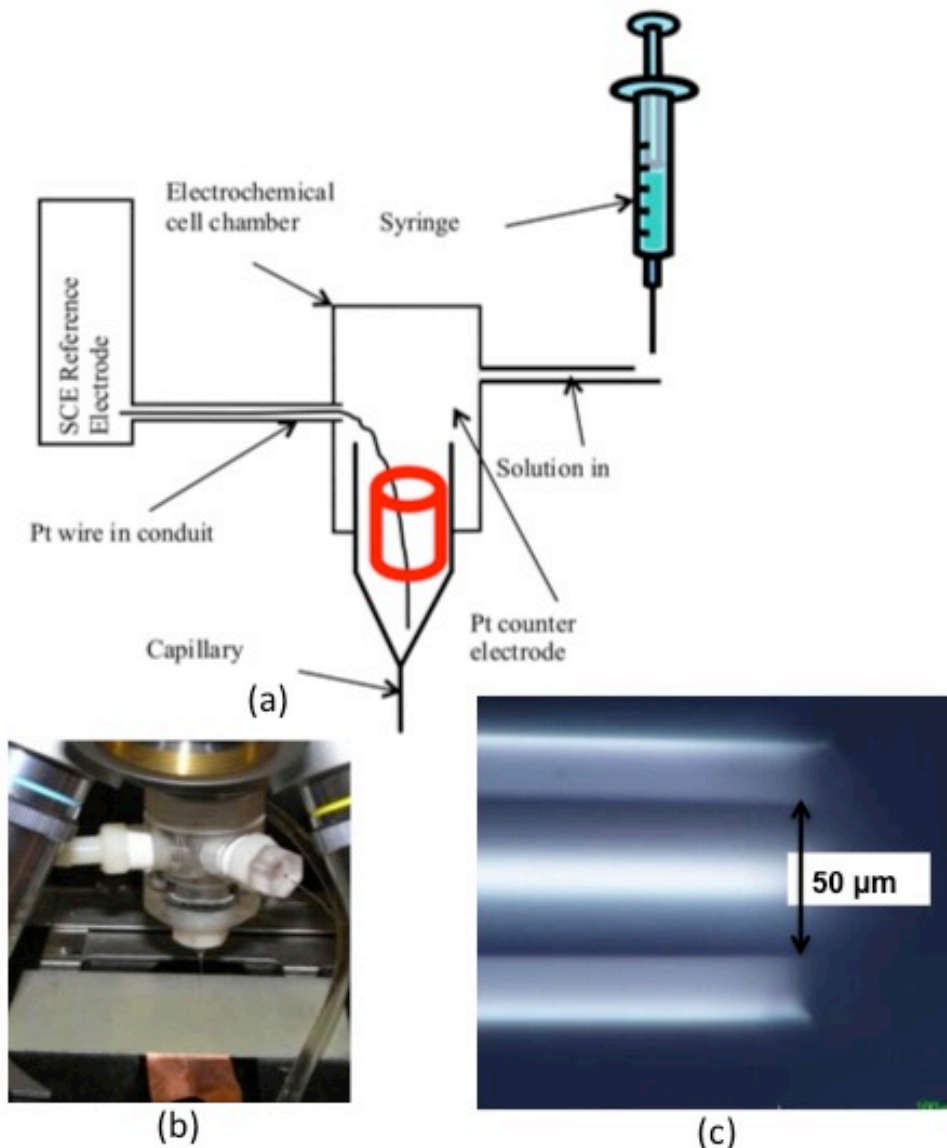 Electrochemical
cell chamber
Syringe
SCE Reference
Electrode
Solution in
Pt wire in conduit
Pt counter
electrode
Capillary
(a)
50 µm
(b)
(c)